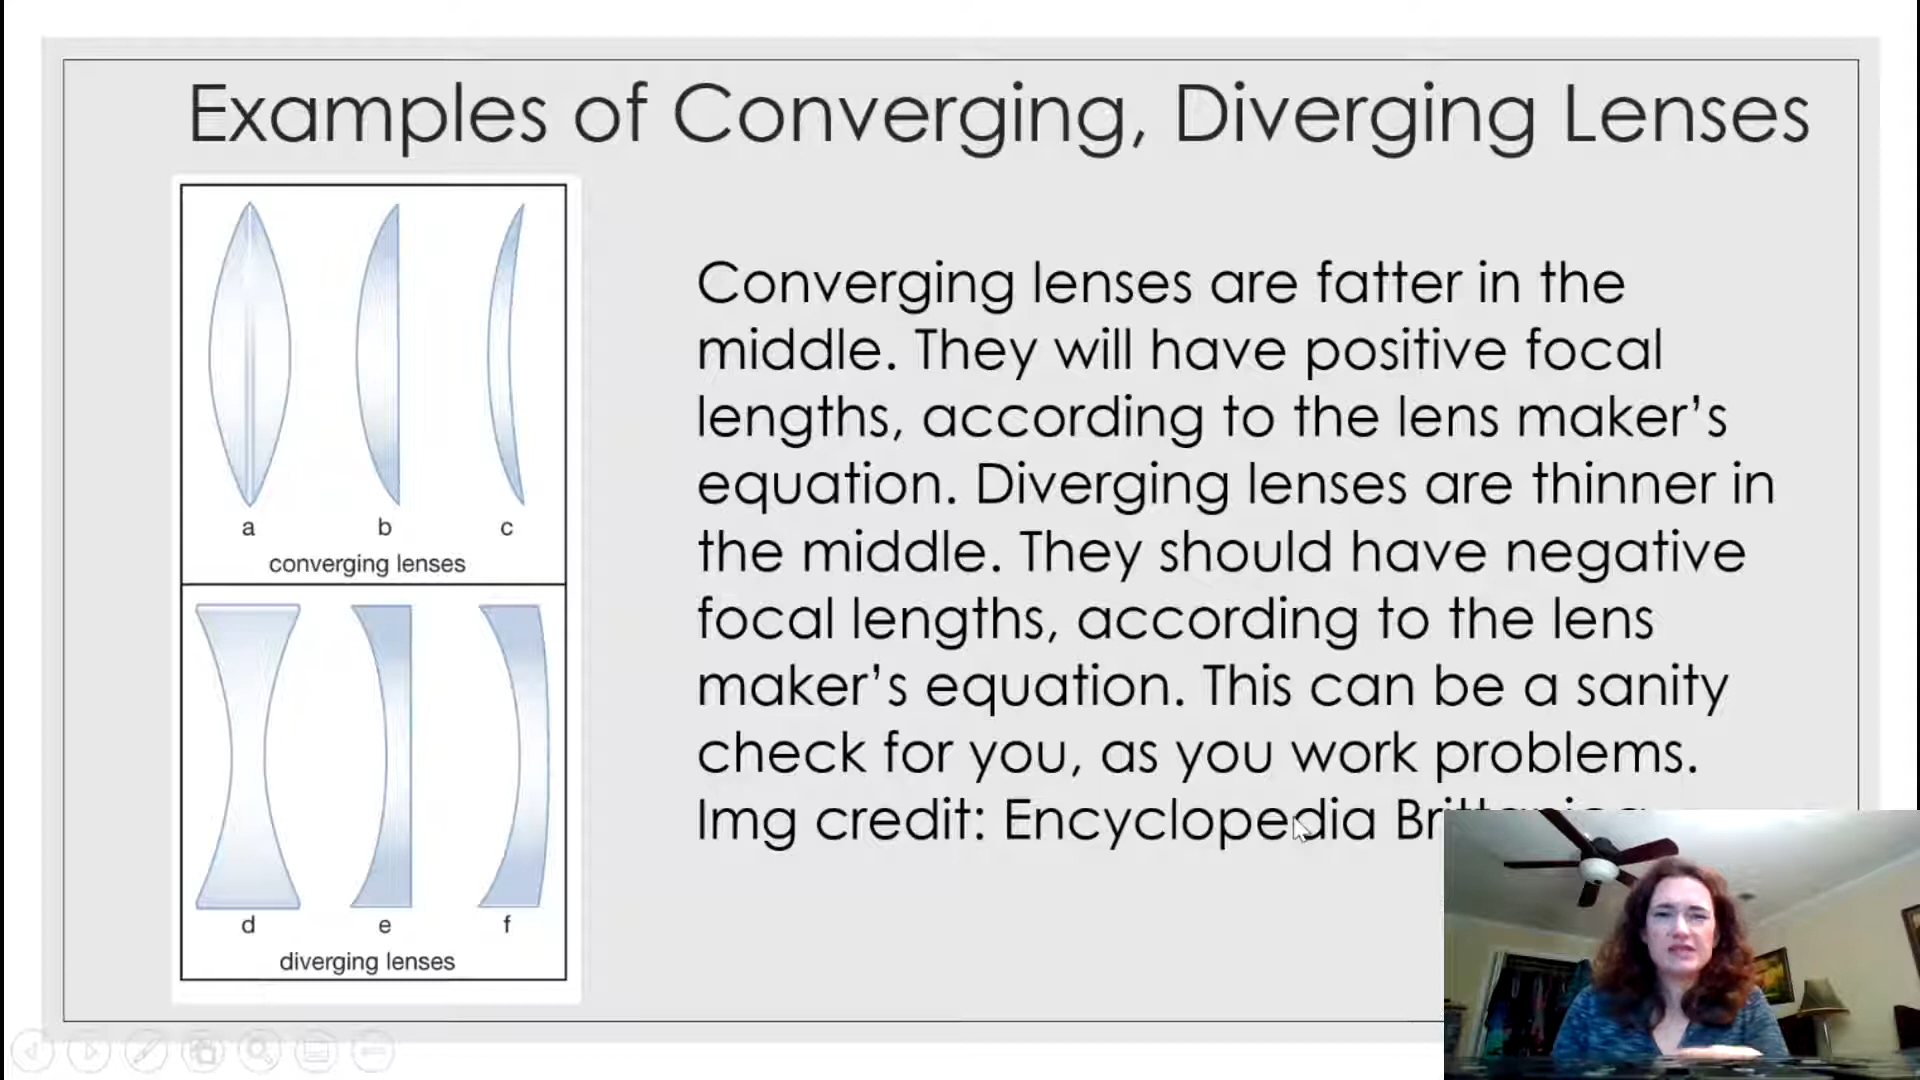 Examples of Converging, Diverging Lenses
a b c
converging lenses
d e f
diverging lenses
Converging lenses are fatter in the
middle. They will have positive focal
lengths, according to the lens maker’s
equation. Diverging lenses are thinner in
the middle. They should have negative
focal lengths, according to the lens
maker’s equation. This can be a sanity
check for you, as you work problems.
Img credit: Encyclopedia